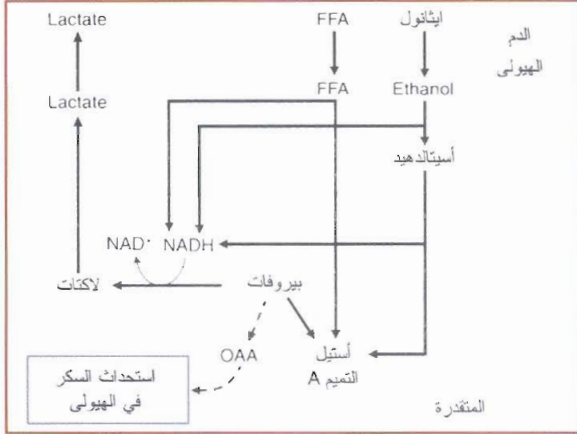 Lactate
FFA
ايثانول
الدم
الهيولى
Lactate
FFA
Ethanol
أسيتالدهيد
NAD+
NADH
لاكتات
بيروفات
OAA
أستيل
التميم A
استحداث السكر
في الهيولى
المتقدرة